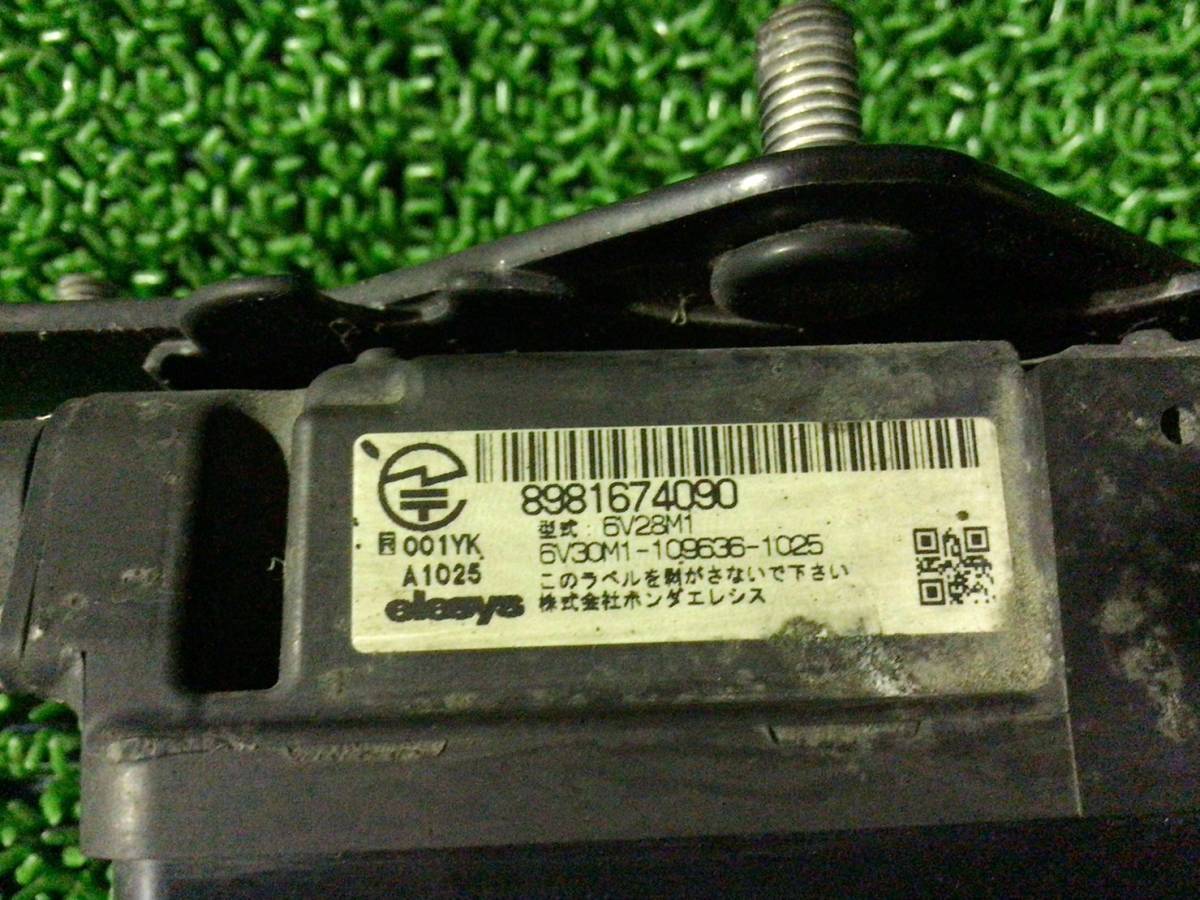 8981674090
型式：6V28M1
6V30M1-109636-1025
R 001YK
A1025
このラベルを剥がさないで下さい
elesys 株式会社ホンダエレシス